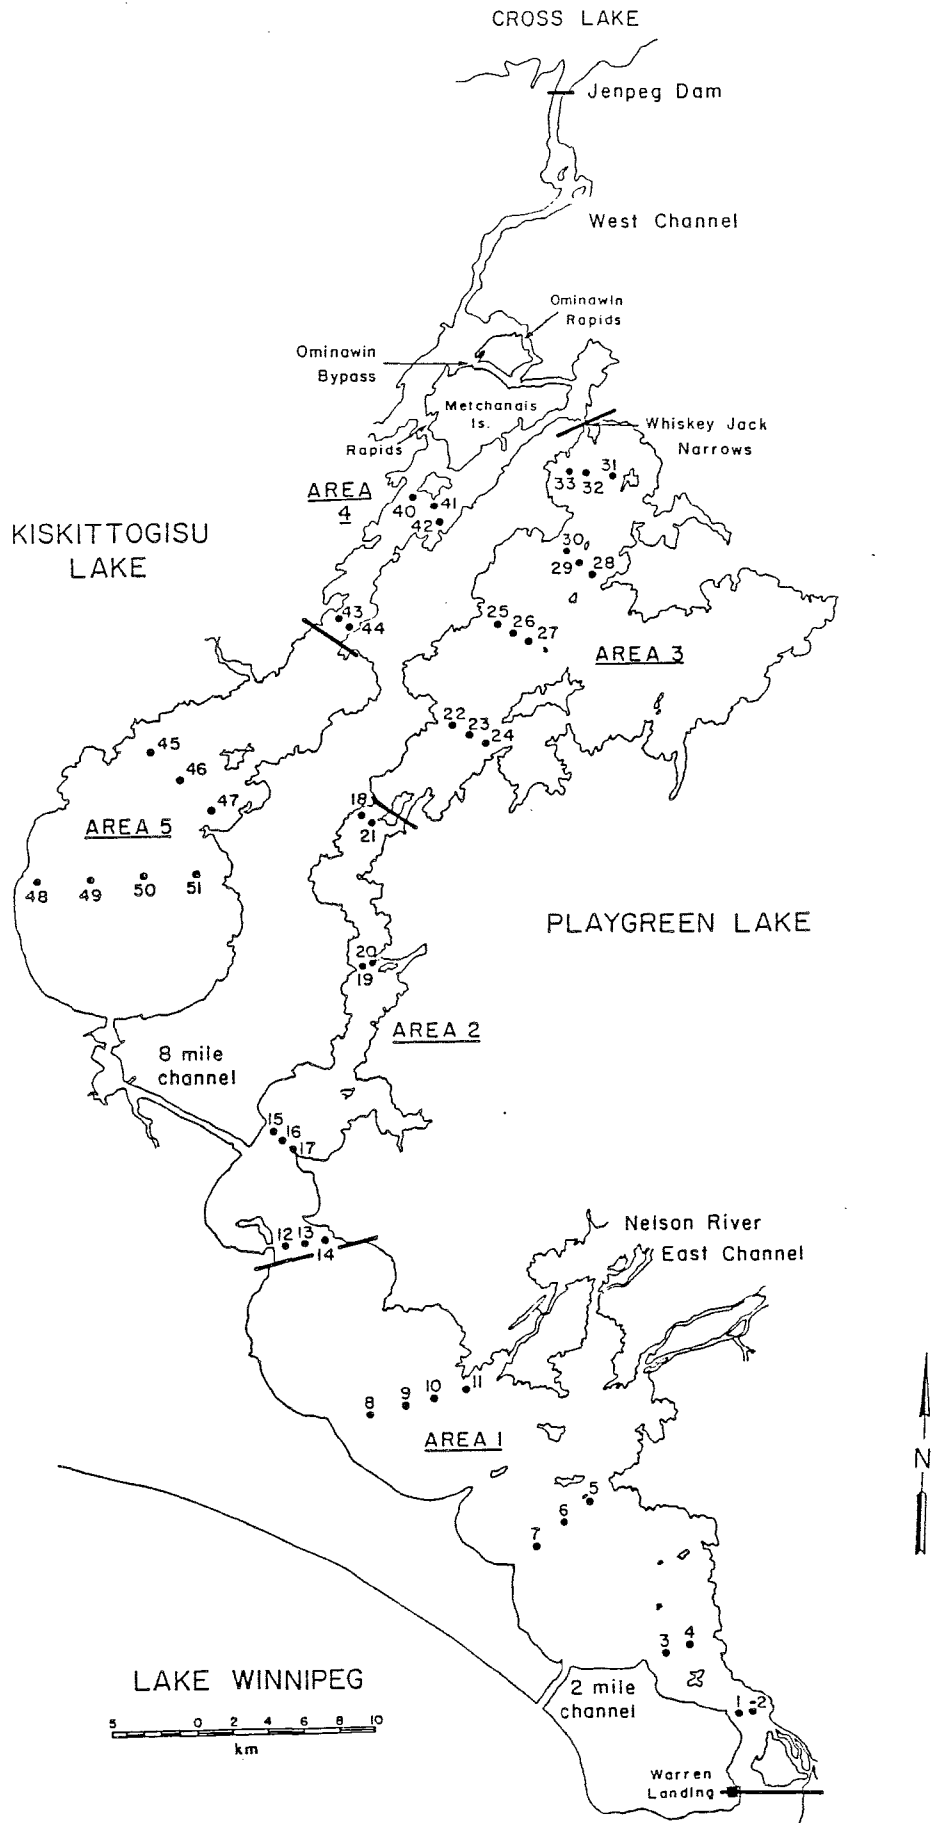 CROSS LAKE
Jenpeg Dam
West Channel
Ominawin
Rapids
Ominawin
Bypass
Metchanais
Is.
Whiskey Jack
Narrows
Rapids
33 32 31
AREA
4
40 41
42
KISKITTOGISU
LAKE
30
29 28
43
44
25
26
27
AREA 3
22
23
24
45
46
47
18
21
AREA 5
48 49 50 51
PLAYGREEN LAKE
20
19
AREA 2
8 mile
channel
15
16
17
12 13
14
Nelson River
East Channel
8 9 10 11
AREA 1
5
6
7
N
3 4
LAKE WINNIPEG
2 mile
channel
1 2
5 0 2 4 6 8 10
km
Warren
Landing